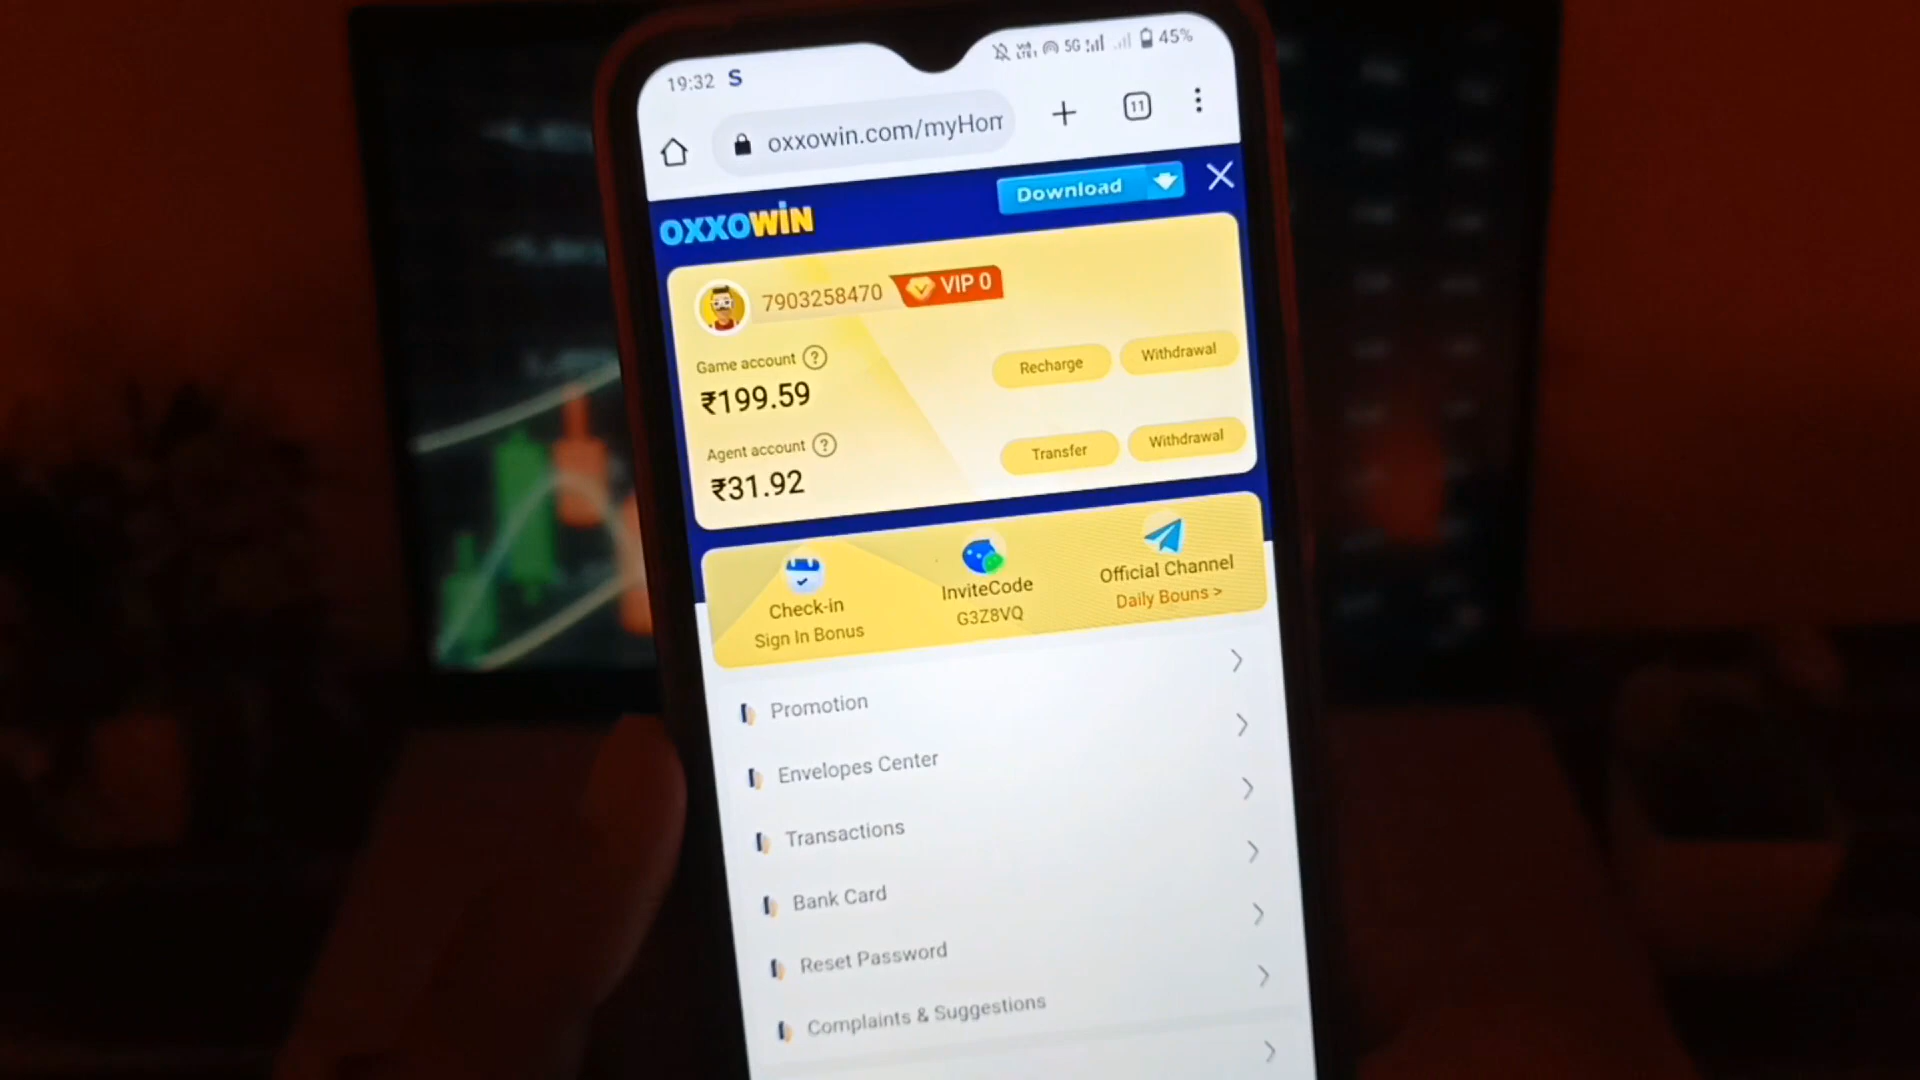 19:32 S 5G 45%
oxxowin.com/myHom
11
OXXOWIN
Download
7903258470 VIP 0
Game account ?
₹199.59
Recharge
Withdrawal
Agent account ?
₹31.92
Transfer
Withdrawal
Check-in
Sign In Bonus
InviteCode
G3Z8VQ
Official Channel
Daily Bouns >
Promotion
Envelopes Center
Transactions
Bank Card
Reset Password
Complaints & Suggestions